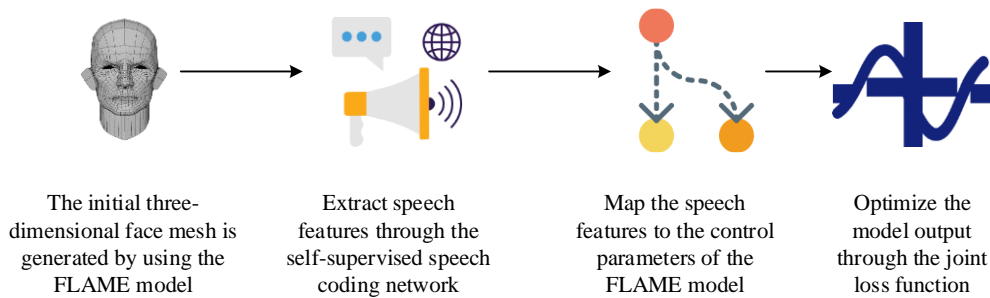 The initial three-
dimensional face mesh is
generated by using the
FLAME model
Extract speech
features through the
self-supervised speech
coding network
Map the speech
features to the control
parameters of the
FLAME model
Optimize the
model output
through the joint
loss function